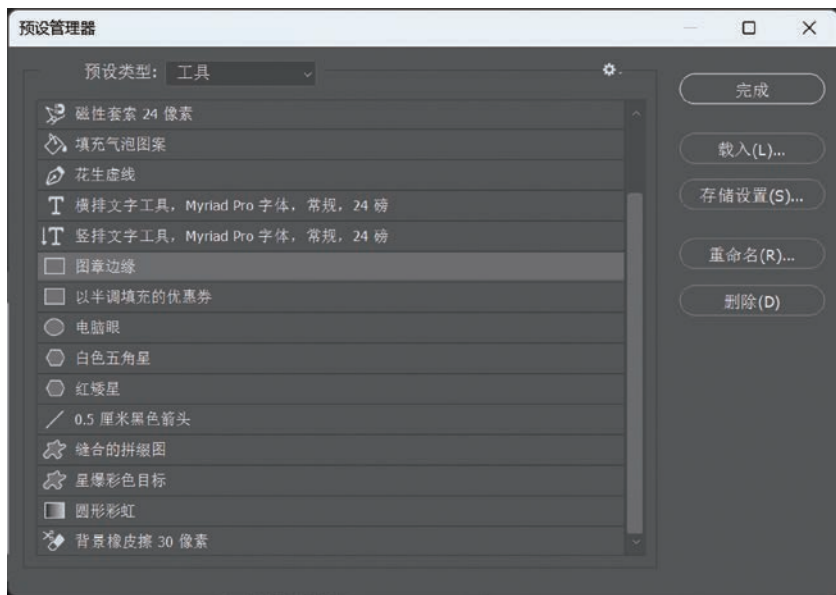 预设管理器
预设类型: 工具
完成
载入(L)...
存储设置(S)...
重命名(R)...
删除(D)
磁性套索 24 像素
填充气泡图案
花生虚线
横排文字工具，Myriad Pro 字体，常规，24 磅
竖排文字工具，Myriad Pro 字体，常规，24 磅
图章边缘
以半调填充的优惠券
电脑眼
白色五角星
红矮星
0.5 厘米黑色箭头
缝合的拼缀图
星爆彩色目标
圆形彩虹
背景橡皮擦 30 像素